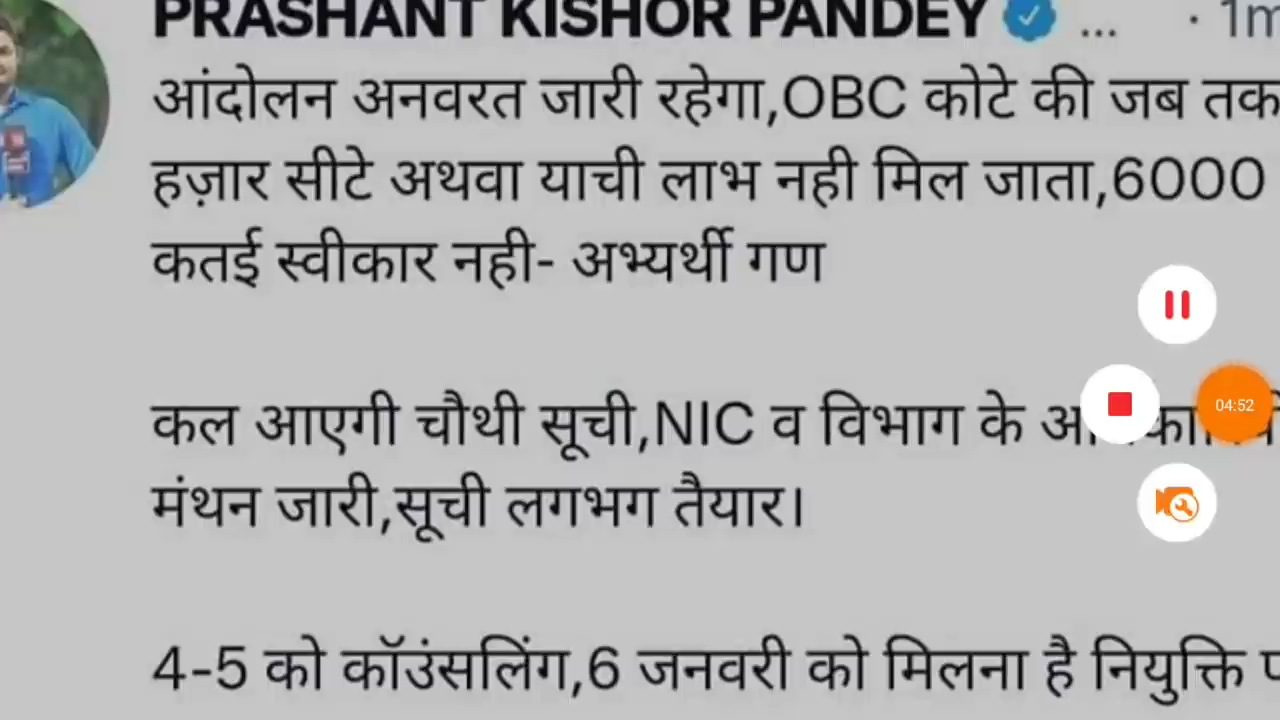 PRASHANT KISHOR PANDEY ... · 1m
आंदोलन अनवरत जारी रहेगा,OBC कोटे की जब तक
हज़ार सीटे अथवा याची लाभ नही मिल जाता,6000
कतई स्वीकार नही- अभ्यर्थी गण
कल आएगी चौथी सूची,NIC व विभाग के
04:52
मंथन जारी,सूची लगभग तैयार।
4-5 को कॉउंसलिंग,6 जनवरी को मिलना है नियुक्ति